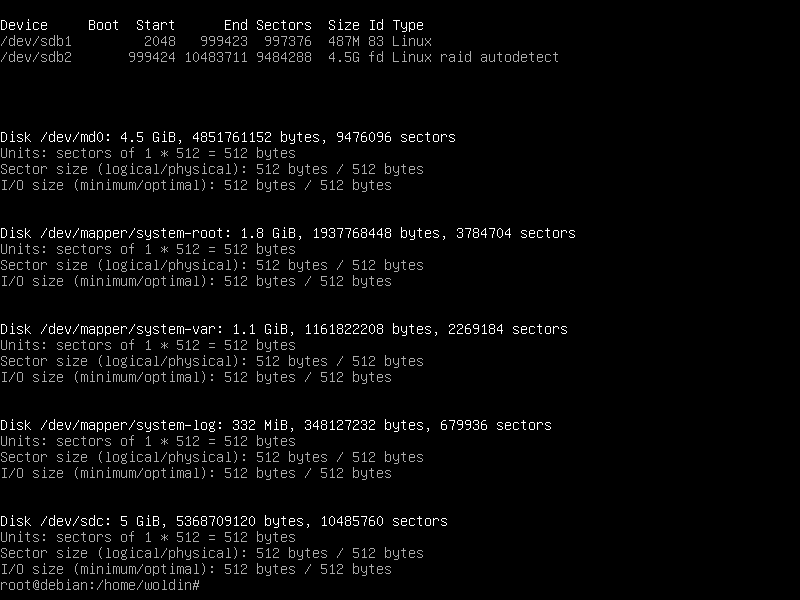 Device     Boot  Start      End Sectors  Size Id Type
/dev/sdb1         2048   999423  997376  487M 83 Linux
/dev/sdb2       999424 10483711 9484288  4.5G fd Linux raid autodetect
Disk /dev/md0: 4.5 GiB, 4851761152 bytes, 9476096 sectors
Units: sectors of 1 * 512 = 512 bytes
Sector size (logical/physical): 512 bytes / 512 bytes
I/O size (minimum/optimal): 512 bytes / 512 bytes
Disk /dev/mapper/system-root: 1.8 GiB, 1937768448 bytes, 3784704 sectors
Units: sectors of 1 * 512 = 512 bytes
Sector size (logical/physical): 512 bytes / 512 bytes
I/O size (minimum/optimal): 512 bytes / 512 bytes
Disk /dev/mapper/system-var: 1.1 GiB, 1161822208 bytes, 2269184 sectors
Units: sectors of 1 * 512 = 512 bytes
Sector size (logical/physical): 512 bytes / 512 bytes
I/O size (minimum/optimal): 512 bytes / 512 bytes
Disk /dev/mapper/system-log: 332 MiB, 348127232 bytes, 679936 sectors
Units: sectors of 1 * 512 = 512 bytes
Sector size (logical/physical): 512 bytes / 512 bytes
I/O size (minimum/optimal): 512 bytes / 512 bytes
Disk /dev/sdc: 5 GiB, 5368709120 bytes, 10485760 sectors
Units: sectors of 1 * 512 = 512 bytes
Sector size (logical/physical): 512 bytes / 512 bytes
I/O size (minimum/optimal): 512 bytes / 512 bytes
root@debian:/home/woldin#